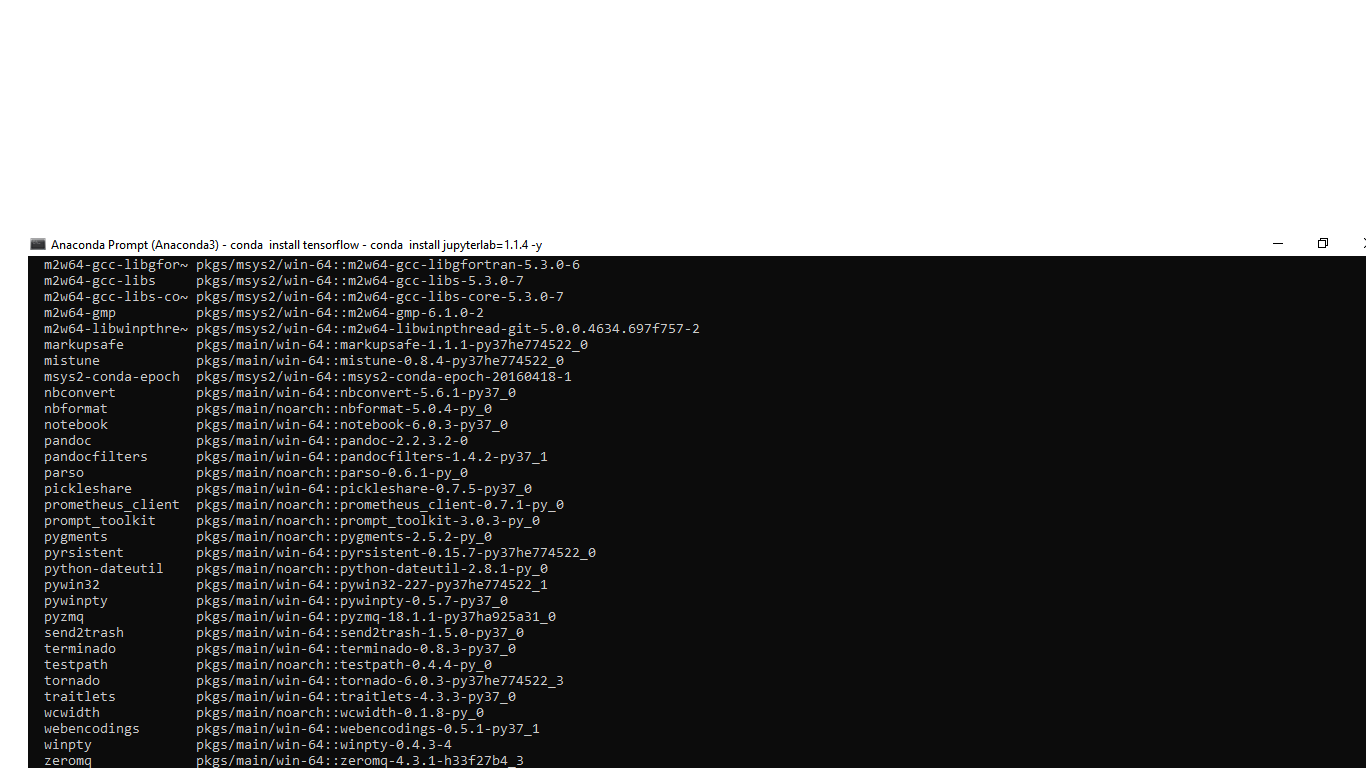 Anaconda Prompt (Anaconda3) - conda  install tensorflow - conda  install jupyterlab=1.1.4 -y
m2w64-gcc-libgfor~ pkgs/msys2/win-64::m2w64-gcc-libgfortran-5.3.0-6
m2w64-gcc-libs     pkgs/msys2/win-64::m2w64-gcc-libs-5.3.0-7
m2w64-gcc-libs-co~ pkgs/msys2/win-64::m2w64-gcc-libs-core-5.3.0-7
m2w64-gmp          pkgs/msys2/win-64::m2w64-gmp-6.1.0-2
m2w64-libwinpthre~ pkgs/msys2/win-64::m2w64-libwinpthread-git-5.0.0.4634.697f757-2
markupsafe         pkgs/main/win-64::markupsafe-1.1.1-py37he774522_0
mistune            pkgs/main/win-64::mistune-0.8.4-py37he774522_0
msys2-conda-epoch  pkgs/msys2/win-64::msys2-conda-epoch-20160418-1
nbconvert          pkgs/main/win-64::nbconvert-5.6.1-py37_0
nbformat           pkgs/main/noarch::nbformat-5.0.4-py_0
notebook           pkgs/main/win-64::notebook-6.0.3-py37_0
pandoc             pkgs/main/win-64::pandoc-2.2.3.2-0
pandocfilters      pkgs/main/win-64::pandocfilters-1.4.2-py37_1
parso              pkgs/main/noarch::parso-0.6.1-py_0
pickleshare        pkgs/main/win-64::pickleshare-0.7.5-py37_0
prometheus_client  pkgs/main/noarch::prometheus_client-0.7.1-py_0
prompt_toolkit     pkgs/main/noarch::prompt_toolkit-3.0.3-py_0
pygments           pkgs/main/noarch::pygments-2.5.2-py_0
pyrsistent         pkgs/main/win-64::pyrsistent-0.15.7-py37he774522_0
python-dateutil    pkgs/main/noarch::python-dateutil-2.8.1-py_0
pywin32            pkgs/main/win-64::pywin32-227-py37he774522_1
pywinpty           pkgs/main/win-64::pywinpty-0.5.7-py37_0
pyzmq              pkgs/main/win-64::pyzmq-18.1.1-py37ha925a31_0
send2trash         pkgs/main/win-64::send2trash-1.5.0-py37_0
terminado          pkgs/main/win-64::terminado-0.8.3-py37_0
testpath           pkgs/main/noarch::testpath-0.4.4-py_0
tornado            pkgs/main/win-64::tornado-6.0.3-py37he774522_3
traitlets          pkgs/main/win-64::traitlets-4.3.3-py37_0
wcwidth            pkgs/main/noarch::wcwidth-0.1.8-py_0
webencodings       pkgs/main/win-64::webencodings-0.5.1-py37_1
winpty             pkgs/main/win-64::winpty-0.4.3-4
zeromq             pkgs/main/win-64::zeromq-4.3.1-h33f27b4_3